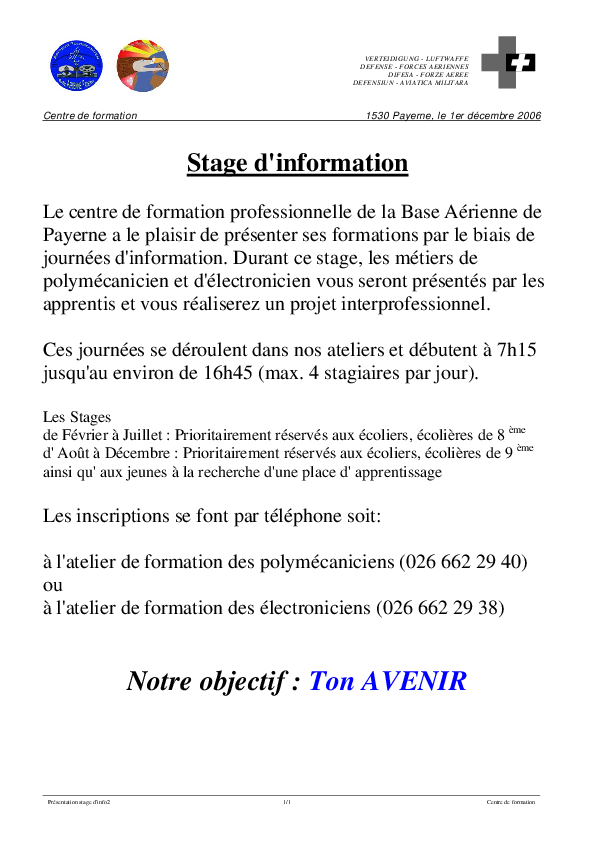 VERTEIDIGUNG - LUFTWAFFE
DEFENSE - FORCES AERIENNES
DIFESA - FORZE AEREE
DEFENSIUN - AVIATICA MILITARA
Centre de formation 1530 Payerne, le 1er décembre 2006
Stage d'information
Le centre de formation professionnelle de la Base Aérienne de
Payerne a le plaisir de présenter ses formations par le biais de
journées d'information. Durant ce stage, les métiers de
polymécanicien et d'électronicien vous seront présentés par les
apprentis et vous réaliserez un projet interprofessionnel.
Ces journées se déroulent dans nos ateliers et débutent à 7h15
jusqu'au environ de 16h45 (max. 4 stagiaires par jour).
Les Stages
de Février à Juillet : Prioritairement réservés aux écoliers, écolières de 8 ème
d' Août à Décembre : Prioritairement réservés aux écoliers, écolières de 9 ème
ainsi qu' aux jeunes à la recherche d'une place d' apprentissage
Les inscriptions se font par téléphone soit:
à l'atelier de formation des polymécaniciens (026 662 29 40)
ou
à l'atelier de formation des électroniciens (026 662 29 38)
Notre objectif : Ton AVENIR
Présentation stage d'info2 1/1 Centre de formation